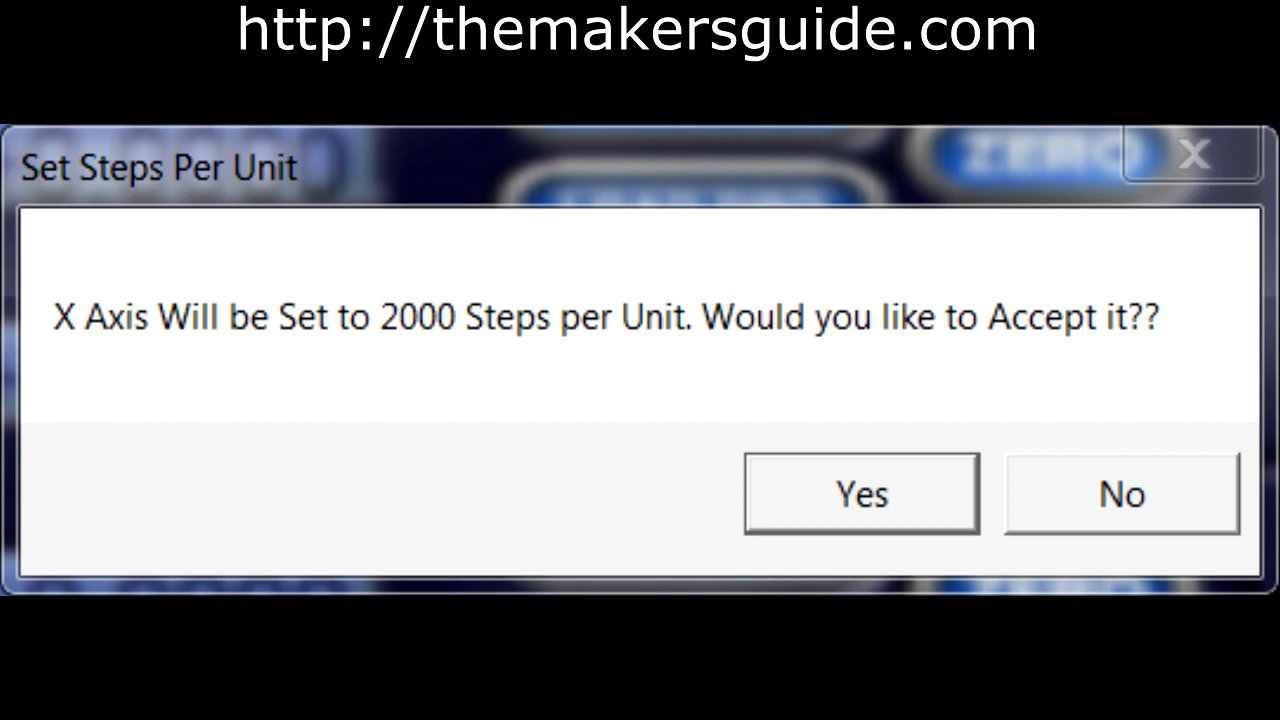 http://themakersguide.com
ZERO
Set Steps Per Unit
X
X Axis Will be Set to 2000 Steps per Unit. Would you like to Accept it??
Yes
No